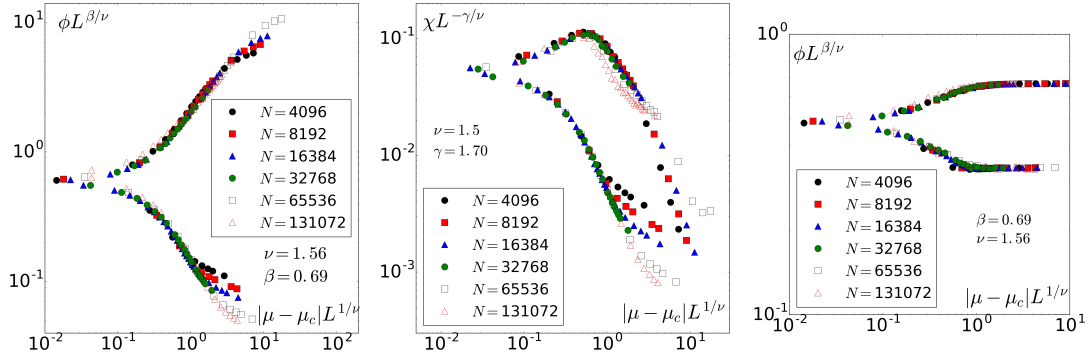 ϕL^{β/ν}
10^1
10^0
10^{-1}
N = 4096
N = 8192
N = 16384
N = 32768
N = 65536
N = 131072
ν = 1.56
β = 0.69
|μ − μ_c|L^{1/ν}
10^{-2} 10^{-1} 10^0 10^1 10^2
χL^{−γ/ν}
10^{-1}
10^{-2}
10^{-3}
ν = 1.5
γ = 1.70
N = 4096
N = 8192
N = 16384
N = 32768
N = 65536
N = 131072
|μ − μ_c|L^{1/ν}
10^{-2} 10^{-1} 10^0 10^1
10^0
ϕL^{β/ν}
10^{-1}
N = 4096
N = 8192
N = 16384
N = 32768
N = 65536
N = 131072
β = 0.69
ν = 1.56
|μ − μ_c|L^{1/ν}
10^{-2} 10^{-1} 10^0 10^1